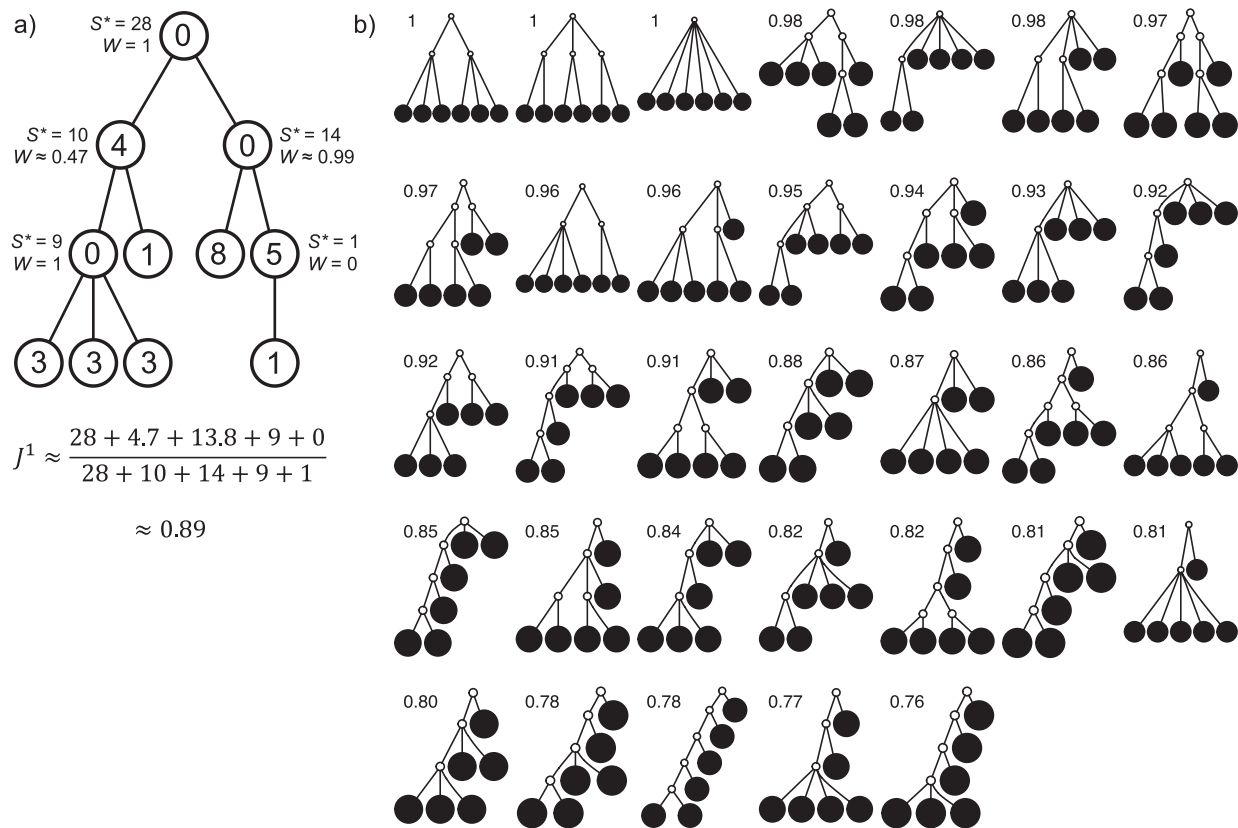 a)
S* = 28
W = 1
0
S* = 10
W ≈ 0.47
4
0
S* = 14
W ≈ 0.99
S* = 9
W = 1
0
1
8
5
S* = 1
W = 0
3
3
3
1
J¹ ≈ (28 + 4.7 + 13.8 + 9 + 0) / (28 + 10 + 14 + 9 + 1)
≈ 0.89
b)
1 1 1 0.98 0.98 0.98 0.97
0.97 0.96 0.96 0.95 0.94 0.93 0.92
0.92 0.91 0.91 0.88 0.87 0.86 0.86
0.85 0.85 0.84 0.82 0.82 0.81 0.81
0.80 0.78 0.78 0.77 0.76